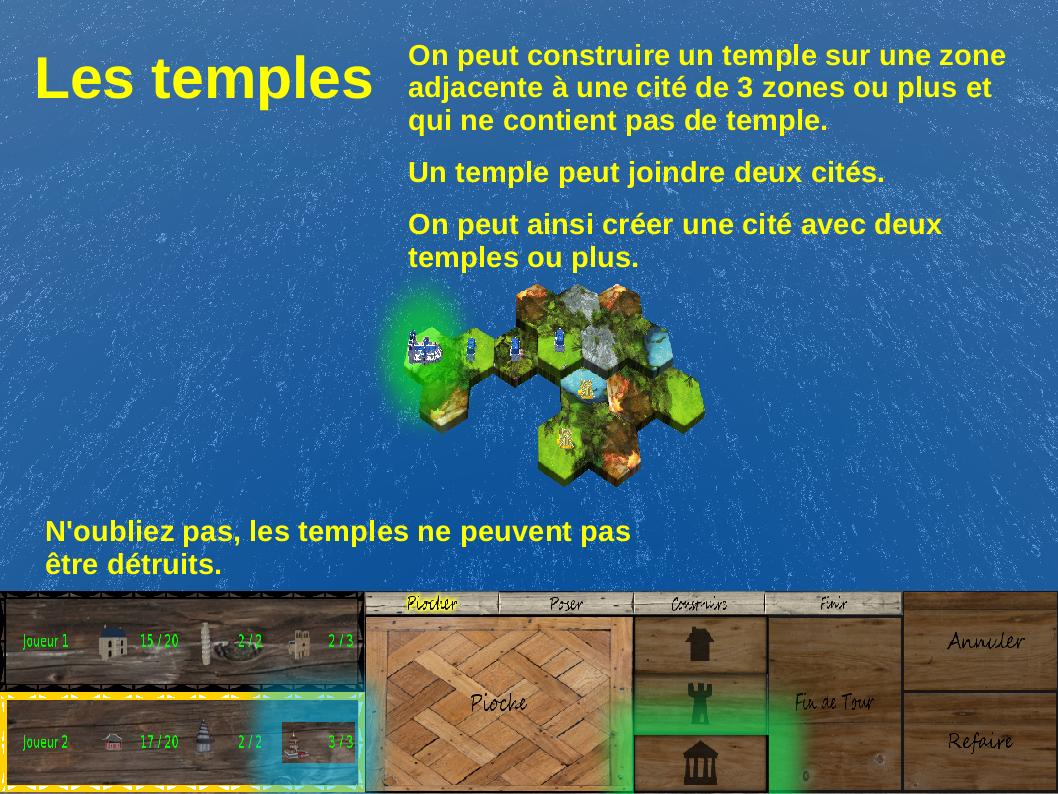 Les temples
On peut construire un temple sur une zone
adjacente à une cité de 3 zones ou plus et
qui ne contient pas de temple.
Un temple peut joindre deux cités.
On peut ainsi créer une cité avec deux
temples ou plus.
N'oubliez pas, les temples ne peuvent pas
être détruits.
Piocher Poser Construire Finir
Joueur 1 15 / 20 2 / 2 2 / 3
Annuler
Pioche
Fin de Tour
Joueur 2 17 / 20 2 / 2 3 / 3
Refaire